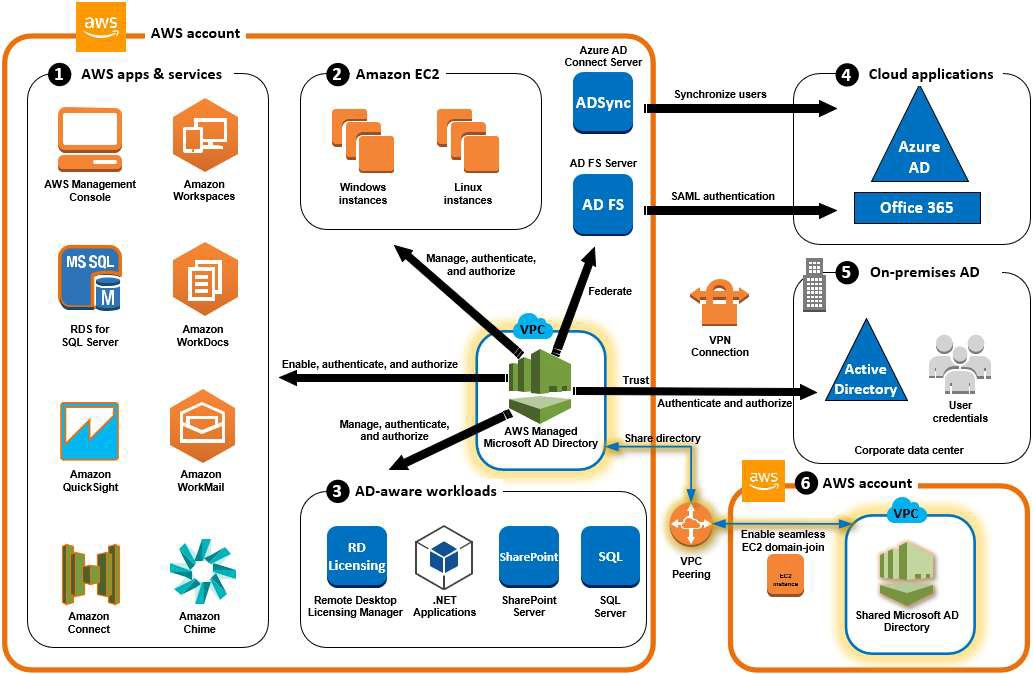 aws
AWS account
1 AWS apps & services
AWS Management
Console
Amazon
Workspaces
MS SQL
M
RDS for
SQL Server
Amazon
WorkDocs
Amazon
QuickSight
Amazon
WorkMail
Amazon
Connect
Amazon
Chime
2 Amazon EC2
Windows
instances
Linux
instances
Azure AD
Connect Server
ADSync
AD FS Server
AD FS
Synchronize users
SAML authentication
4 Cloud applications
Azure
AD
Office 365
Manage, authenticate,
and authorize
Federate
VPC
Enable, authenticate, and authorize
Manage, authenticate,
and authorize
AWS Managed
Microsoft AD Directory
VPN
Connection
Trust
Authenticate and authorize
5 On-premises AD
Active
Directory
User
credentials
Corporate data center
3 AD-aware workloads
RD
Licensing
Remote Desktop
Licensing Manager
.NET
Applications
SharePoint
SharePoint
Server
SQL
SQL
Server
Share directory
VPC
Peering
aws
6 AWS account
Enable seamless
EC2 domain-join
EC2
Instance
VPC
Shared Microsoft AD
Directory